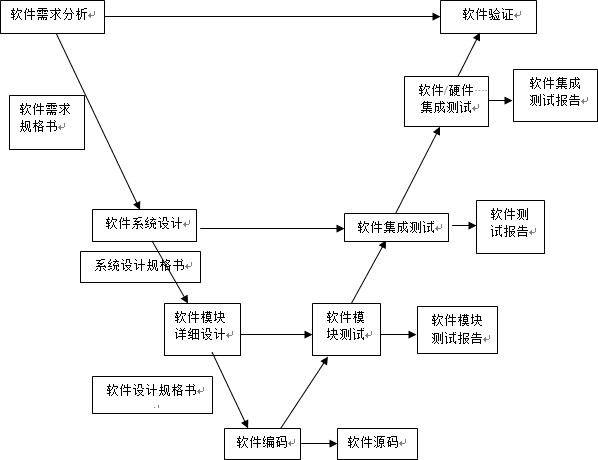 软件需求分析
软件验证
软件/硬件
集成测试
软件集成
测试报告
软件需求
规格书
软件系统设计
软件集成测试
软件测
试报告
系统设计规格书
软件模块
详细设计
软件模
块测试
软件模块
测试报告
软件设计规格书
软件编码
软件源码